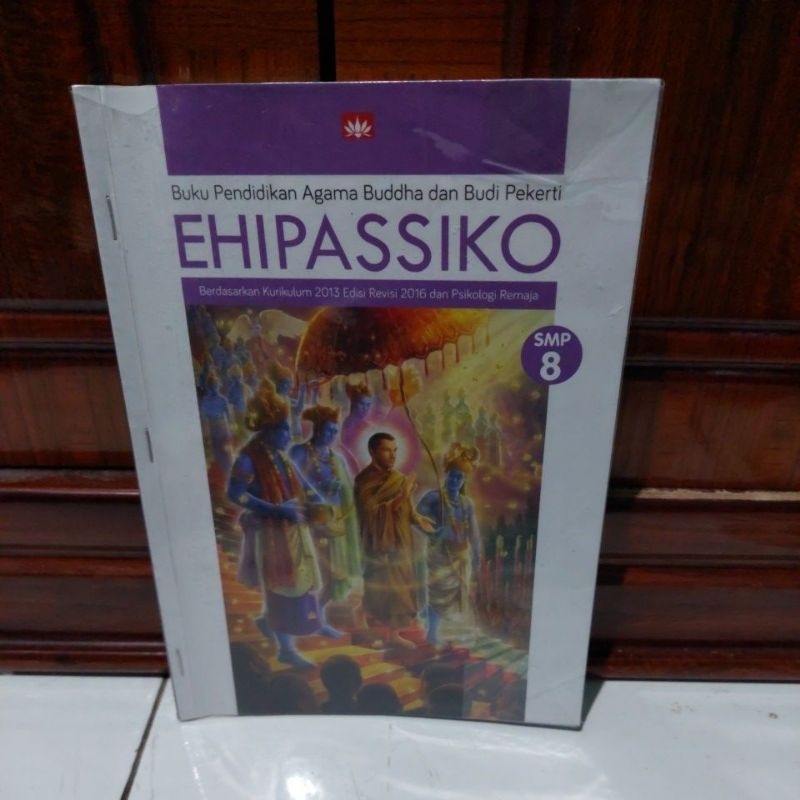 Buku Pendidikan Agama Buddha dan Budi Pekerti
EHIPASSIKO
Berdasarkan Kurikulum 2013 Edisi Revisi 2016 dan Psikologi Remaja
SMP
8